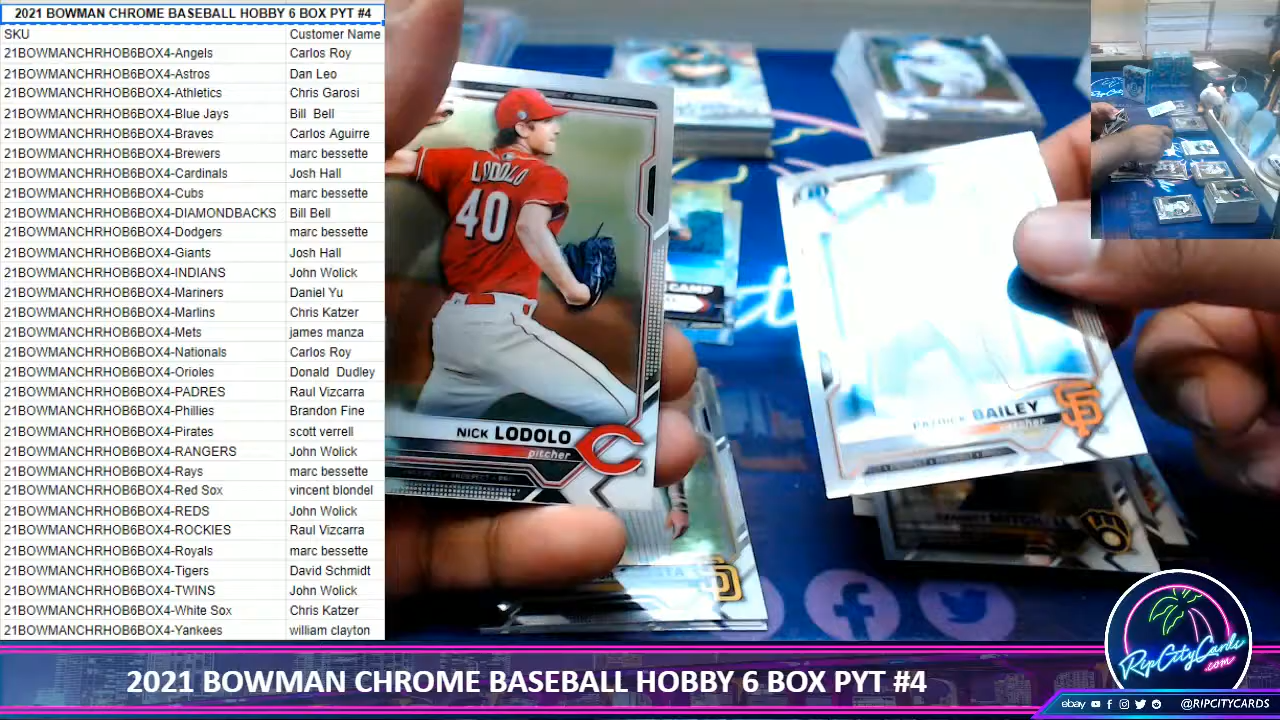 2021 BOWMAN CHROME BASEBALL HOBBY 6 BOX PYT #4
SKU Customer Name
21BOWMANCHRHOB6BOX4-Angels Carlos Roy
21BOWMANCHRHOB6BOX4-Astros Dan Leo
21BOWMANCHRHOB6BOX4-Athletics Chris Garosi
21BOWMANCHRHOB6BOX4-Blue Jays Bill Bell
21BOWMANCHRHOB6BOX4-Braves Carlos Aguirre
21BOWMANCHRHOB6BOX4-Brewers marc bessette
21BOWMANCHRHOB6BOX4-Cardinals Josh Hall
21BOWMANCHRHOB6BOX4-Cubs marc bessette
21BOWMANCHRHOB6BOX4-DIAMONDBACKS Bill Bell
21BOWMANCHRHOB6BOX4-Dodgers marc bessette
21BOWMANCHRHOB6BOX4-Giants Josh Hall
21BOWMANCHRHOB6BOX4-INDIANS John Wolick
21BOWMANCHRHOB6BOX4-Mariners Daniel Yu
21BOWMANCHRHOB6BOX4-Marlins Chris Katzer
21BOWMANCHRHOB6BOX4-Mets james manza
21BOWMANCHRHOB6BOX4-Nationals Carlos Roy
21BOWMANCHRHOB6BOX4-Orioles Donald Dudley
21BOWMANCHRHOB6BOX4-PADRES Raul Vizcarra
21BOWMANCHRHOB6BOX4-Phillies Brandon Fine
21BOWMANCHRHOB6BOX4-Pirates scott verrell
21BOWMANCHRHOB6BOX4-RANGERS John Wolick
21BOWMANCHRHOB6BOX4-Rays marc bessette
21BOWMANCHRHOB6BOX4-Red Sox vincent blondel
21BOWMANCHRHOB6BOX4-REDS John Wolick
21BOWMANCHRHOB6BOX4-ROCKIES Raul Vizcarra
21BOWMANCHRHOB6BOX4-Royals marc bessette
21BOWMANCHRHOB6BOX4-Tigers David Schmidt
21BOWMANCHRHOB6BOX4-TWINS John Wolick
21BOWMANCHRHOB6BOX4-White Sox Chris Katzer
21BOWMANCHRHOB6BOX4-Yankees william clayton
LODOLO
40
NICK LODOLO
pitcher
C
CAMP
PATRICK BAILEY
SF
SD
M
RipCityCards
.com
2021 BOWMAN CHROME BASEBALL HOBBY 6 BOX PYT #4
ebay @RIPCITYCARDS